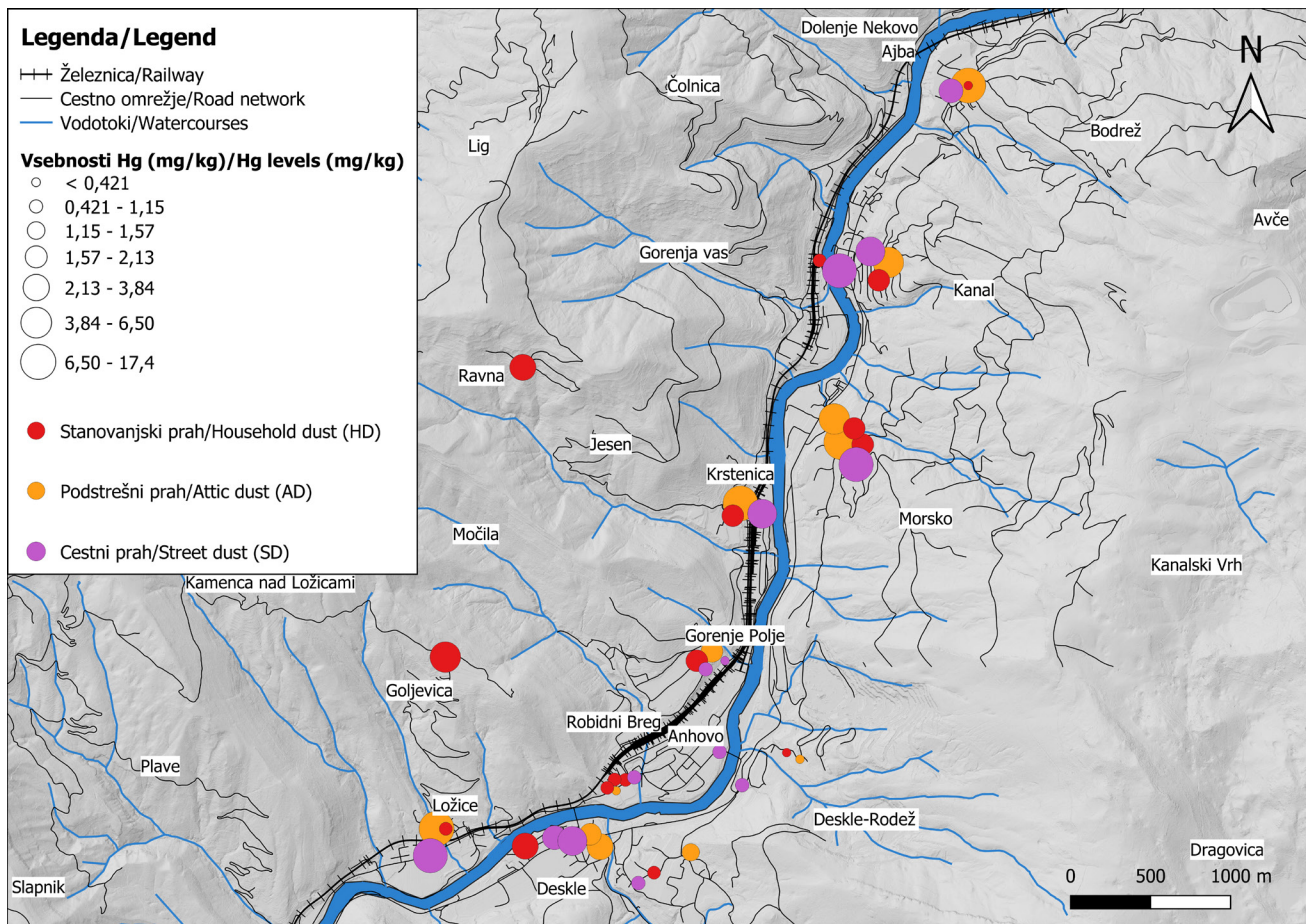 Legenda/Legend
Železnica/Railway
Cestno omrežje/Road network
Vodotoki/Watercourses
Vsebnosti Hg (mg/kg)/Hg levels (mg/kg)
< 0,421
0,421 - 1,15
1,15 - 1,57
1,57 - 2,13
2,13 - 3,84
3,84 - 6,50
6,50 - 17,4
Stanovanjski prah/Household dust (HD)
Podstrešni prah/Attic dust (AD)
Cestni prah/Street dust (SD)
Dolenje Nekovo
Ajba
N
Čolnica
Bodrež
Lig
Avče
Gorenja vas
Kanal
Ravna
Jesen
Krstenica
Morsko
Močila
Kanalski Vrh
Kamenca nad Ložicami
Gorenje Polje
Goljevica
Robidni Breg
Anhovo
Plave
Ložice
Deskle-Rodež
Dragovica
Slapnik
Deskle
0 500 1000 m